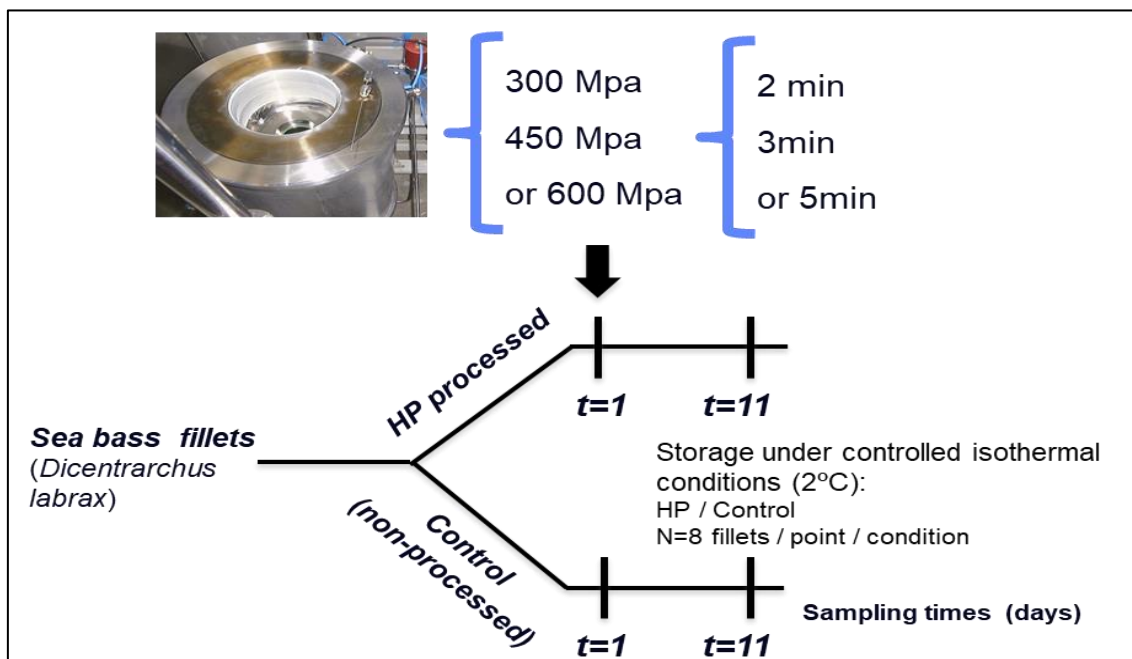 300 Mpa
450 Mpa
or 600 Mpa
2 min
3min
or 5min
HP processed
t=1
t=11
Sea bass fillets
(Dicentrarchus
labrax)
Storage under controlled isothermal
conditions (2ºC):
HP / Control
N=8 fillets / point / condition
Control
(non-processed)
t=1
t=11
Sampling times (days)